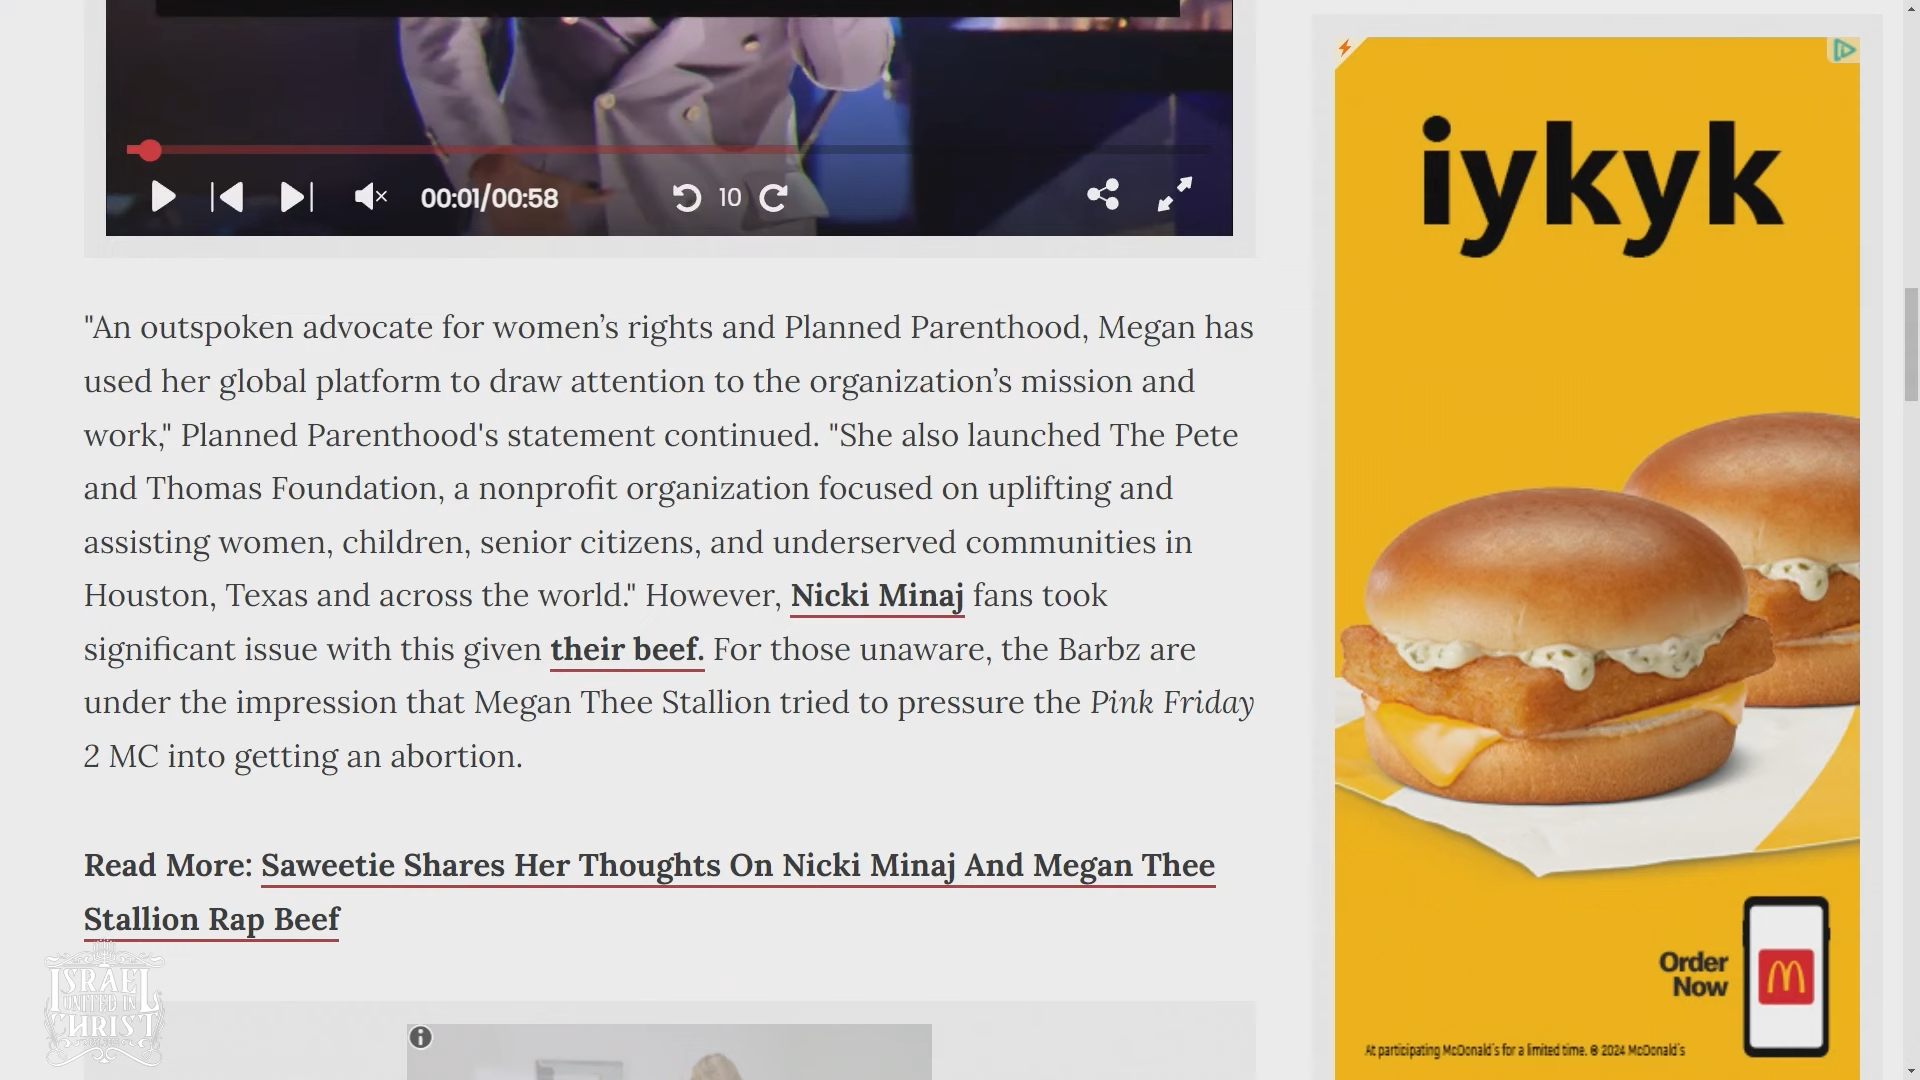 00:01/00:58
10
"An outspoken advocate for women’s rights and Planned Parenthood, Megan has
used her global platform to draw attention to the organization’s mission and
work," Planned Parenthood's statement continued. "She also launched The Pete
and Thomas Foundation, a nonprofit organization focused on uplifting and
assisting women, children, senior citizens, and underserved communities in
Houston, Texas and across the world." However, Nicki Minaj fans took
significant issue with this given their beef. For those unaware, the Barbz are
under the impression that Megan Thee Stallion tried to pressure the Pink Friday
2 MC into getting an abortion.
Read More: Saweetie Shares Her Thoughts On Nicki Minaj And Megan Thee
Stallion Rap Beef
ISRAEL
UNITED IN
CHRIST
iykyk
Order
Now
At participating McDonald's for a limited time. © 2024 McDonald's